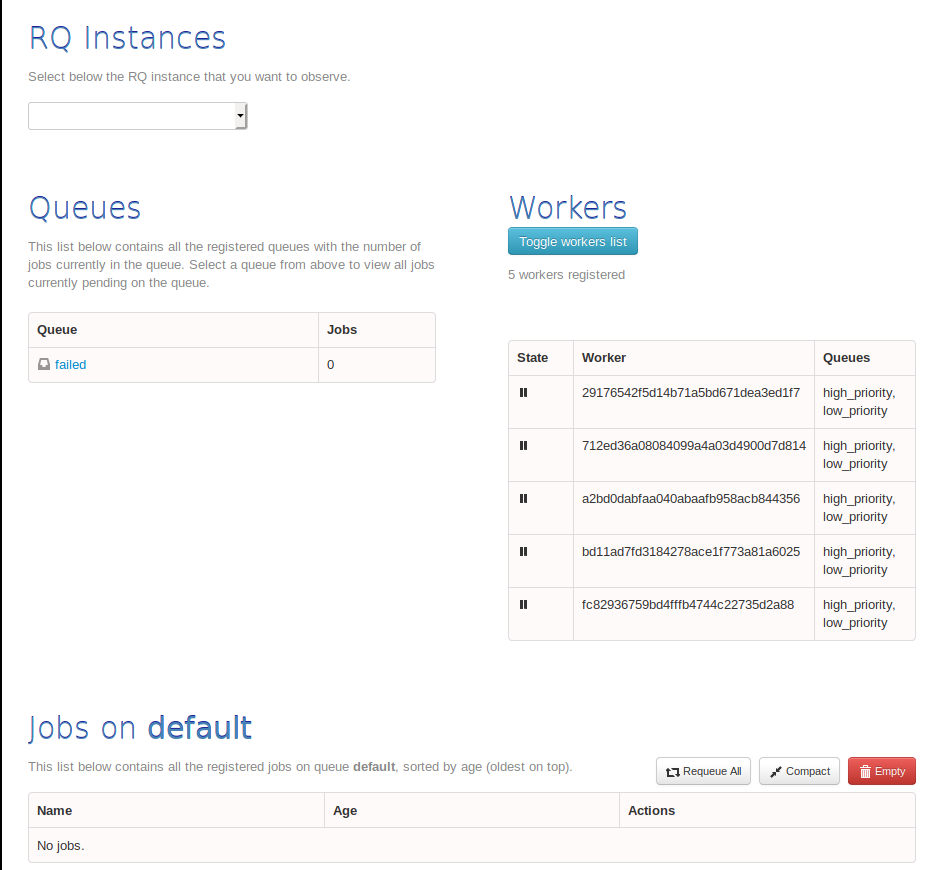 RQ Instances
Select below the RQ instance that you want to observe.
Queues
This list below contains all the registered queues with the number of
jobs currently in the queue. Select a queue from above to view all jobs
currently pending on the queue.
Queue Jobs
failed 0
Workers
Toggle workers list
5 workers registered
State Worker Queues
29176542f5d14b71a5bd671dea3ed1f7 high_priority,
low_priority
712ed36a08084099a4a03d4900d7d814 high_priority,
low_priority
a2bd0dabfaa040abaafb958acb844356 high_priority,
low_priority
bd11ad7fd3184278ace1f773a81a6025 high_priority,
low_priority
fc82936759bd4fffb4744c22735d2a88 high_priority,
low_priority
Jobs on default
This list below contains all the registered jobs on queue default, sorted by age (oldest on top).
Requeue All Compact Empty
Name Age Actions
No jobs.